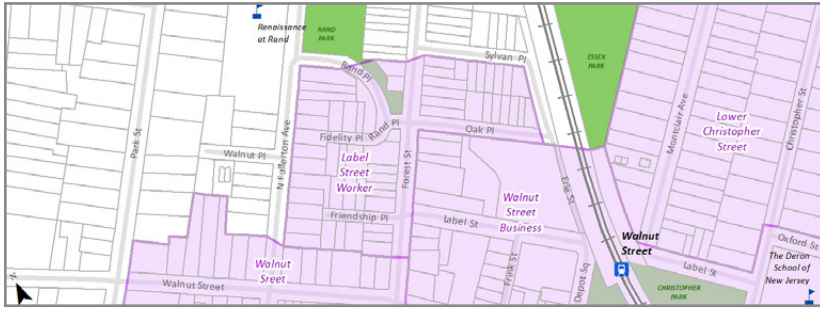 Renaissance
at Rand
RAND
PARK
Sylvan Pl
ESSEX
PARK
Rand Pl
Park St
N Fullerton Ave
Fidelity Pl
Rand Pl
Oak Pl
Montclair Ave
Lower
Christopher
Street
Christopher St
Walnut Pl
Label
Street
Worker
Forest St
Walnut
Street
Business
Erie St
Friendship Pl
Label St
Walnut
Street
Oxford St
Walnut
Sreet
Frink St
Depot Sq
Label St
The Deron
School of
New Jersey
N
Walnut Street
CHRISTOPHER
PARK